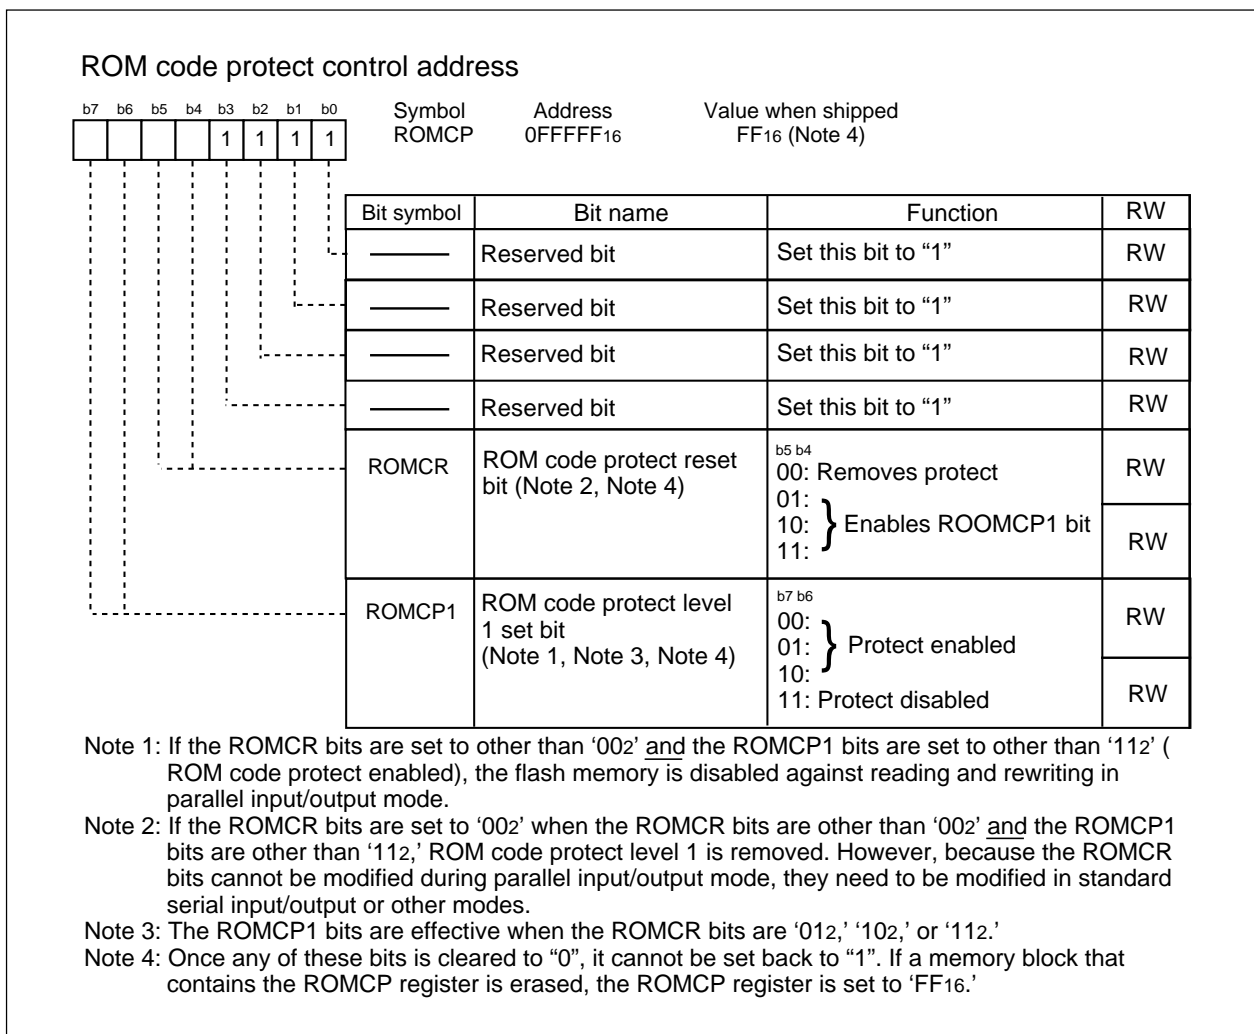 ROM code protect control address
b7 b6 b5 b4 b3 b2 b1 b0
1 1 1 1
Symbol Address Value when shipped
ROMCP 0FFFFF16 FF16 (Note 4)
Bit symbol Bit name Function RW
Reserved bit Set this bit to “1” RW
Reserved bit Set this bit to “1” RW
Reserved bit Set this bit to “1” RW
Reserved bit Set this bit to “1” RW
ROMCR ROM code protect reset
bit (Note 2, Note 4)
b5 b4
00: Removes protect
01:
10: } Enables ROOMCP1 bit
11:
RW
RW
ROMCP1 ROM code protect level
1 set bit
(Note 1, Note 3, Note 4)
b7 b6
00:
01: } Protect enabled
10:
11: Protect disabled
RW
RW
Note 1: If the ROMCR bits are set to other than ‘002’ and the ROMCP1 bits are set to other than ‘112’ (
ROM code protect enabled), the flash memory is disabled against reading and rewriting in
parallel input/output mode.
Note 2: If the ROMCR bits are set to ‘002’ when the ROMCR bits are other than ‘002’ and the ROMCP1
bits are other than ‘112,’ ROM code protect level 1 is removed. However, because the ROMCR
bits cannot be modified during parallel input/output mode, they need to be modified in standard
serial input/output or other modes.
Note 3: The ROMCP1 bits are effective when the ROMCR bits are ‘012,’ ‘102,’ or ‘112.’
Note 4: Once any of these bits is cleared to “0”, it cannot be set back to “1”. If a memory block that
contains the ROMCP register is erased, the ROMCP register is set to ‘FF16.’